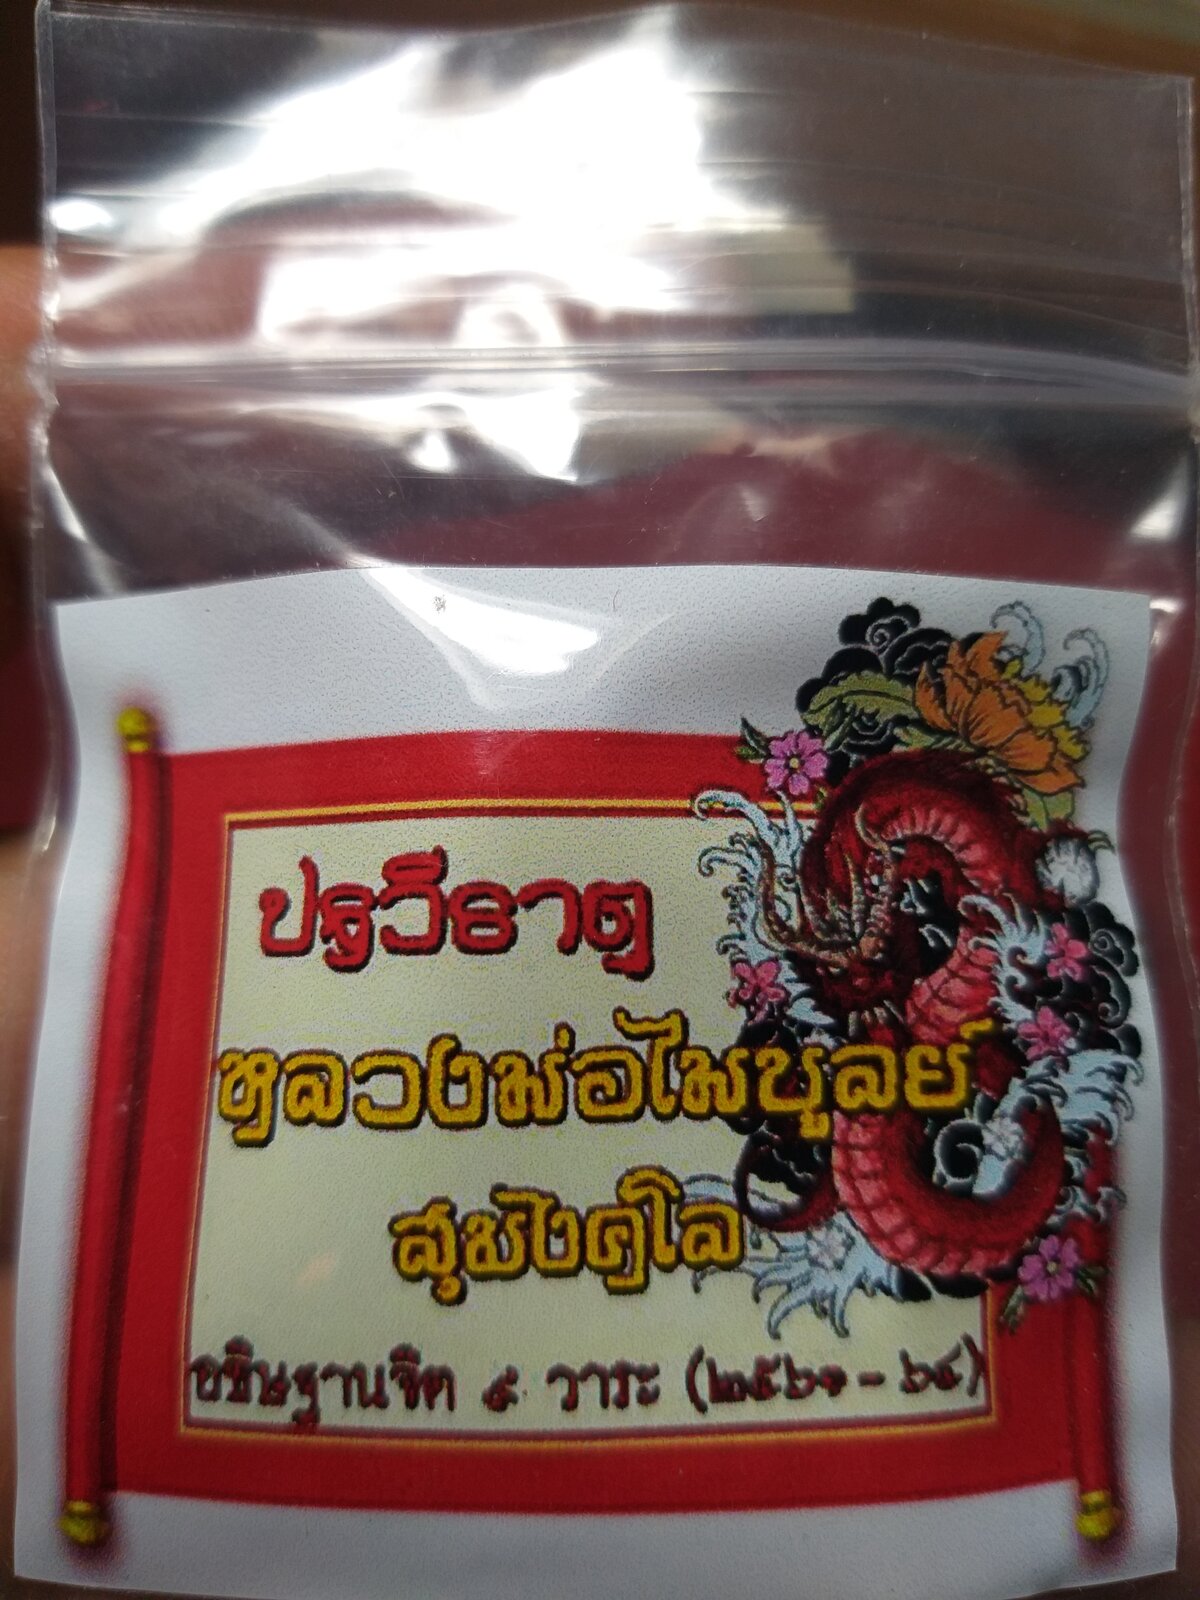 ปฐวีธาตุ
หลวงพ่อไพบูลย์
สุมังคโล
อธิษฐานจิต ๙ วาระ (๒๕๖๑ - ๖๔)